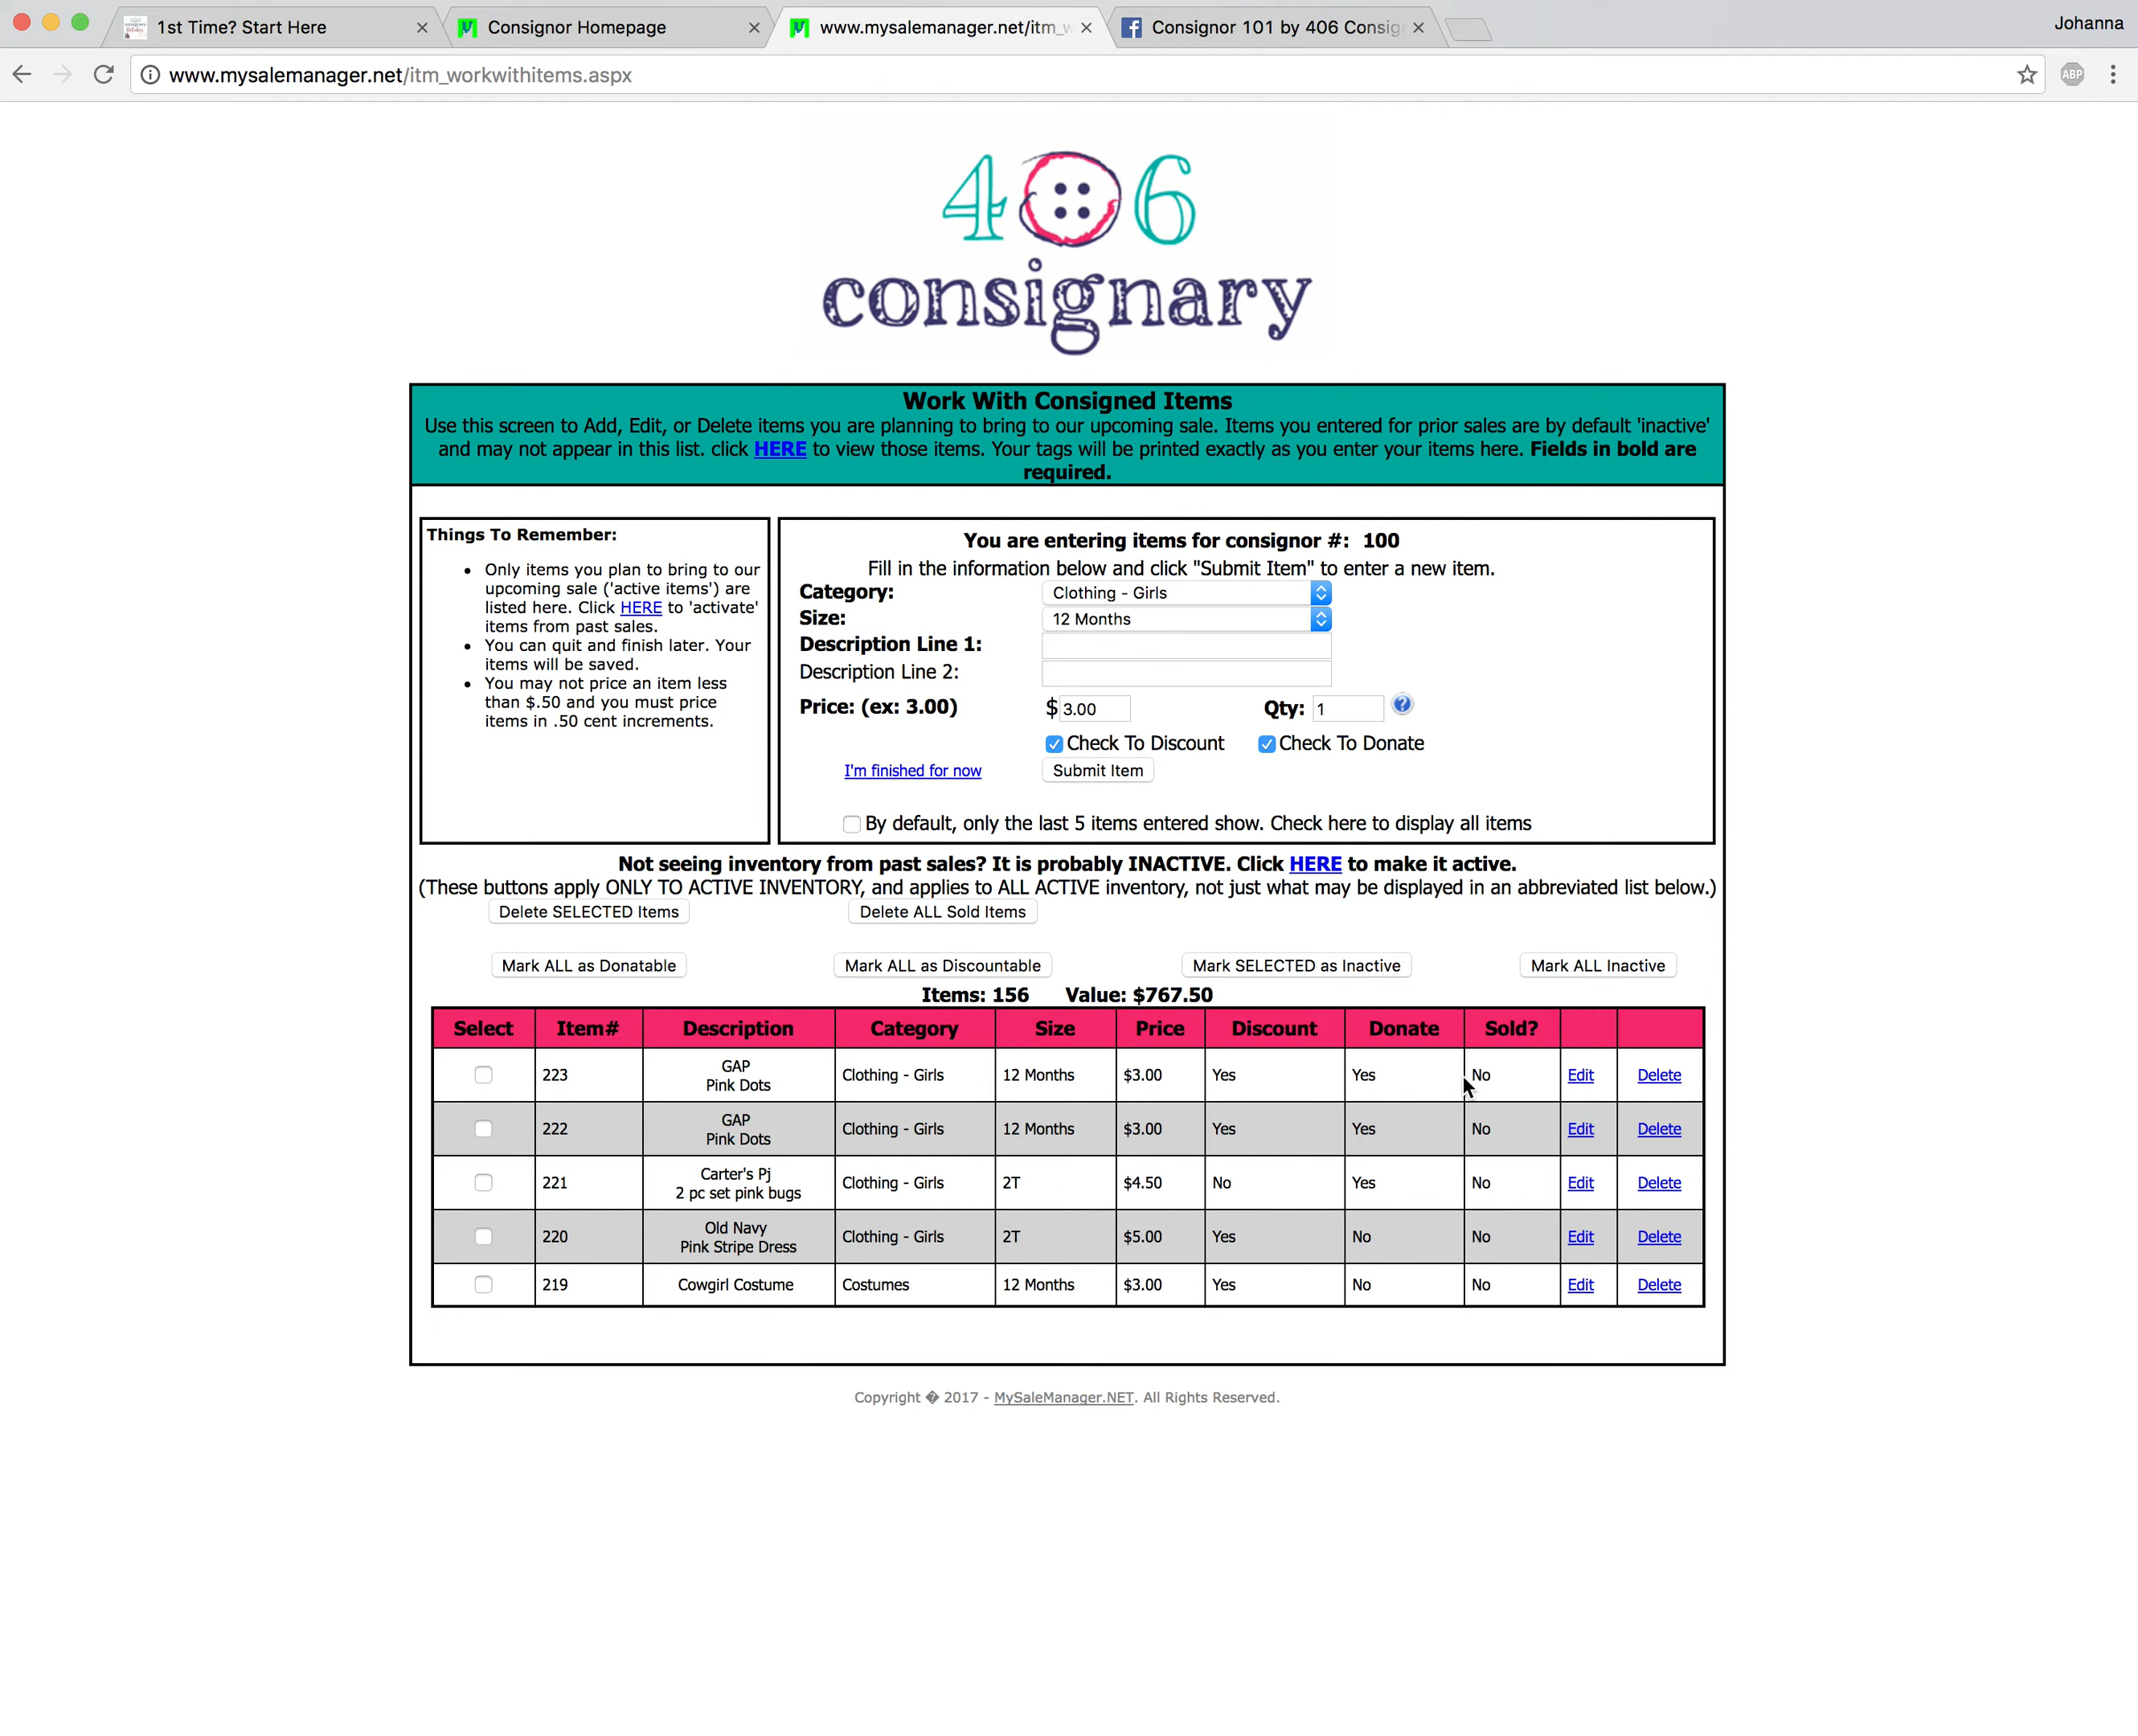 1st Time? Start Here
Consignor Homepage
www.mysalemanager.net/itm_w
Consignor 101 by 406 Consig
Johanna
www.mysalemanager.net/itm_workwithitems.aspx
ABP
406
consignary
Work With Consigned Items
Use this screen to Add, Edit, or Delete items you are planning to bring to our upcoming sale. Items you entered for prior sales are by default 'inactive'
and may not appear in this list. click HERE to view those items. Your tags will be printed exactly as you enter your items here. Fields in bold are
required.
Things To Remember:
• Only items you plan to bring to our
upcoming sale ('active items') are
listed here. Click HERE to 'activate'
items from past sales.
• You can quit and finish later. Your
items will be saved.
• You may not price an item less
than $.50 and you must price
items in .50 cent increments.
You are entering items for consignor #: 100
Fill in the information below and click "Submit Item" to enter a new item.
Category: Clothing - Girls
Size: 12 Months
Description Line 1:
Description Line 2:
Price: (ex: 3.00) $ 3.00 Qty: 1 ?
Check To Discount Check To Donate
I'm finished for now Submit Item
By default, only the last 5 items entered show. Check here to display all items
Not seeing inventory from past sales? It is probably INACTIVE. Click HERE to make it active.
(These buttons apply ONLY TO ACTIVE INVENTORY, and applies to ALL ACTIVE inventory, not just what may be displayed in an abbreviated list below.)
Delete SELECTED Items Delete ALL Sold Items
Mark ALL as Donatable Mark ALL as Discountable Mark SELECTED as Inactive Mark ALL Inactive
Items: 156 Value: $767.50
Select Item# Description Category Size Price Discount Donate Sold?
223 GAP Pink Dots Clothing - Girls 12 Months $3.00 Yes Yes No Edit Delete
222 GAP Pink Dots Clothing - Girls 12 Months $3.00 Yes Yes No Edit Delete
221 Carter's Pj 2 pc set pink bugs Clothing - Girls 2T $4.50 No Yes No Edit Delete
220 Old Navy Pink Stripe Dress Clothing - Girls 2T $5.00 Yes No No Edit Delete
219 Cowgirl Costume Costumes 12 Months $3.00 Yes No No Edit Delete
Copyright � 2017 - MySaleManager.NET. All Rights Reserved.